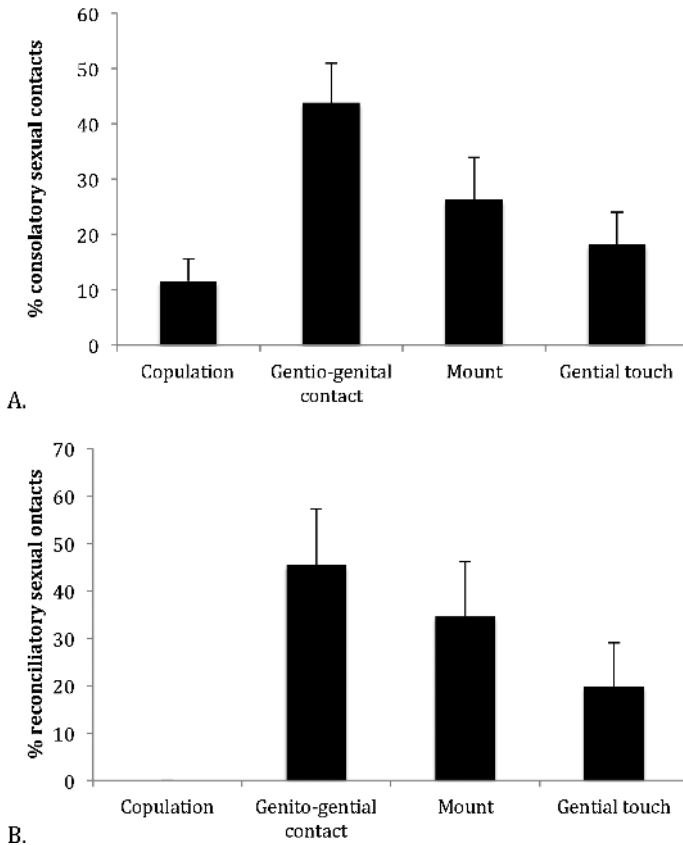 % consolatory sexual contacts
60
50
40
30
20
10
0
Copulation Gentio-genital Mount Gential touch
contact
A.
% reconciliatory sexual ontacts
70
60
50
40
30
20
10
0
Copulation Genito-gential Mount Gential touch
contact
B.